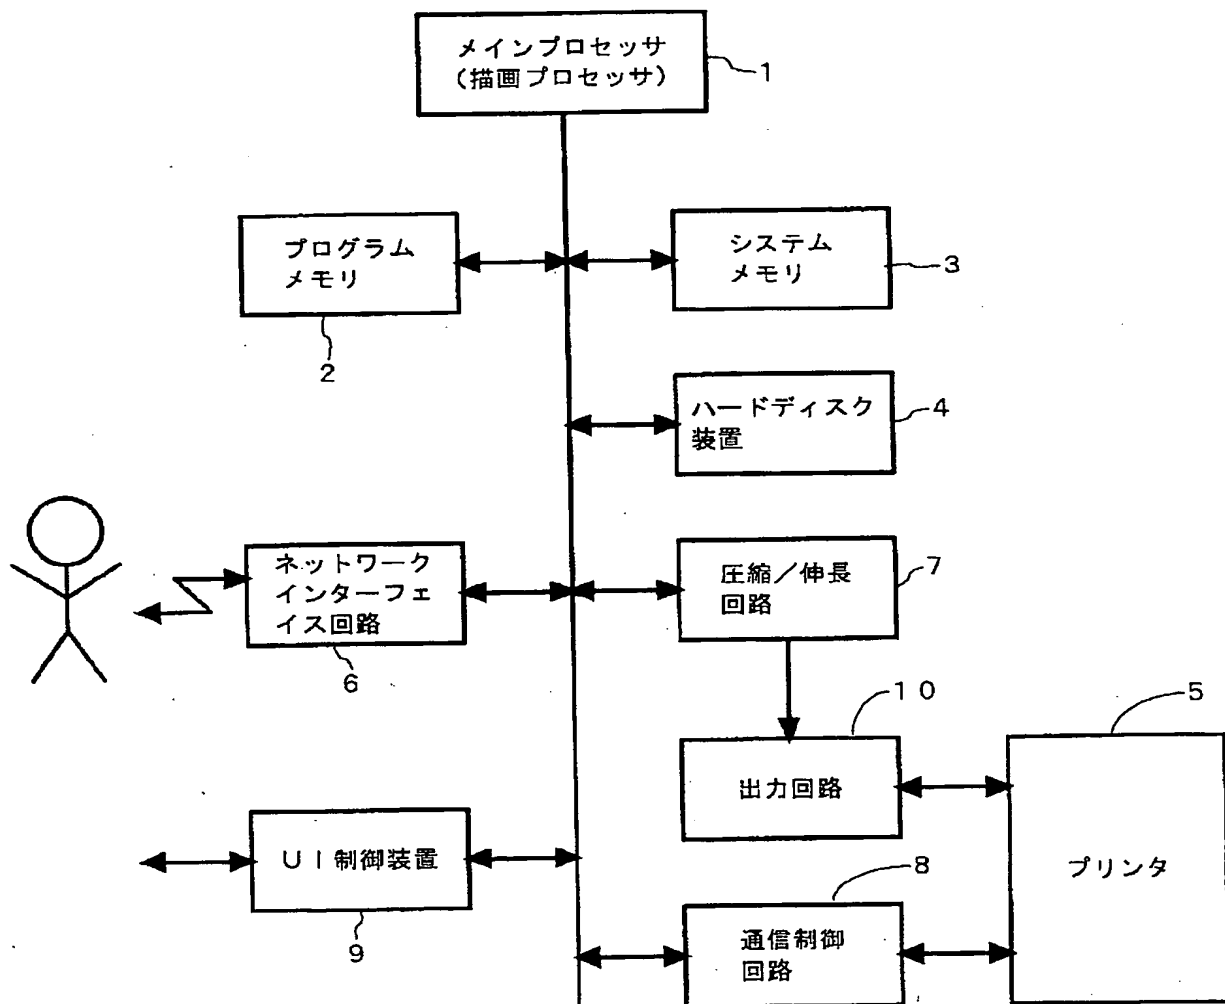 メインプロセッサ
(描画プロセッサ)
1
プログラム
メモリ
2
システム
メモリ
3
ハードディスク
装置
4
ネットワーク
インターフェ
イス回路
6
圧縮／伸長
回路
7
10
出力回路
5
プリンタ
UI制御装置
9
8
通信制御
回路